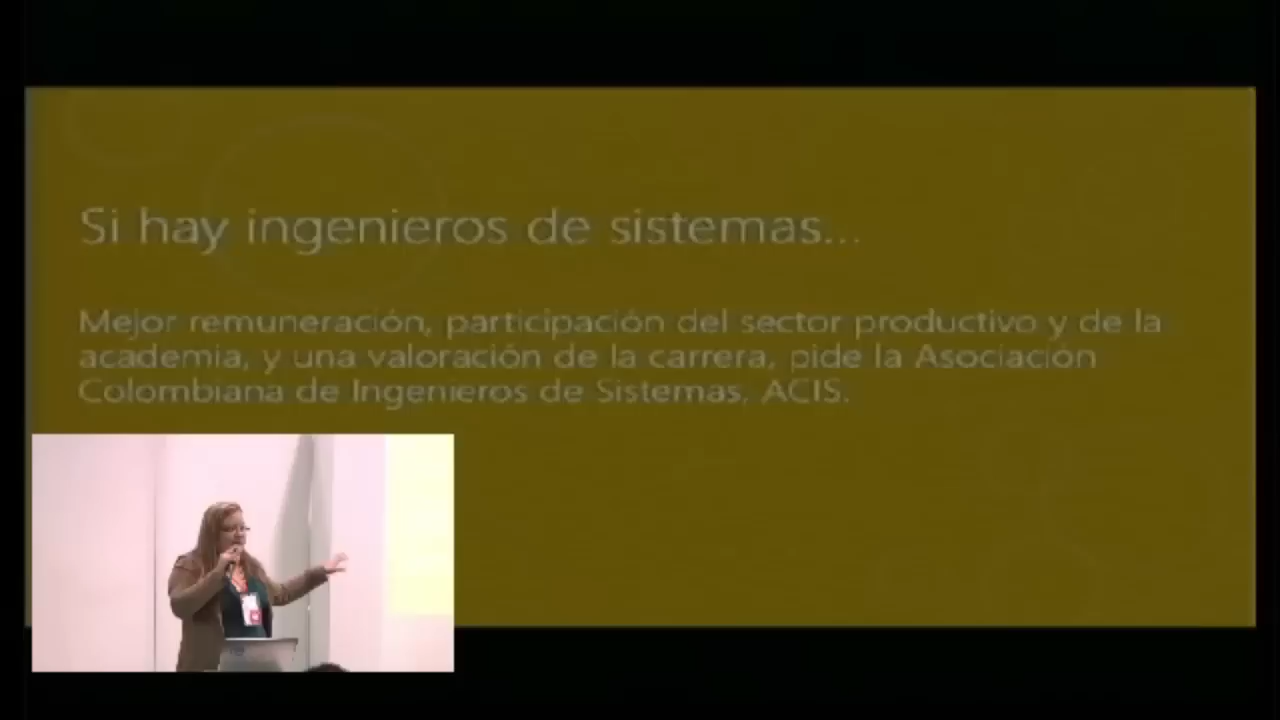 Si hay ingenieros de sistemas...
Mejor remuneración, participación del sector productivo y de la
academia, y una valoración de la carrera, pide la Asociación
Colombiana de Ingenieros de Sistemas, ACIS.